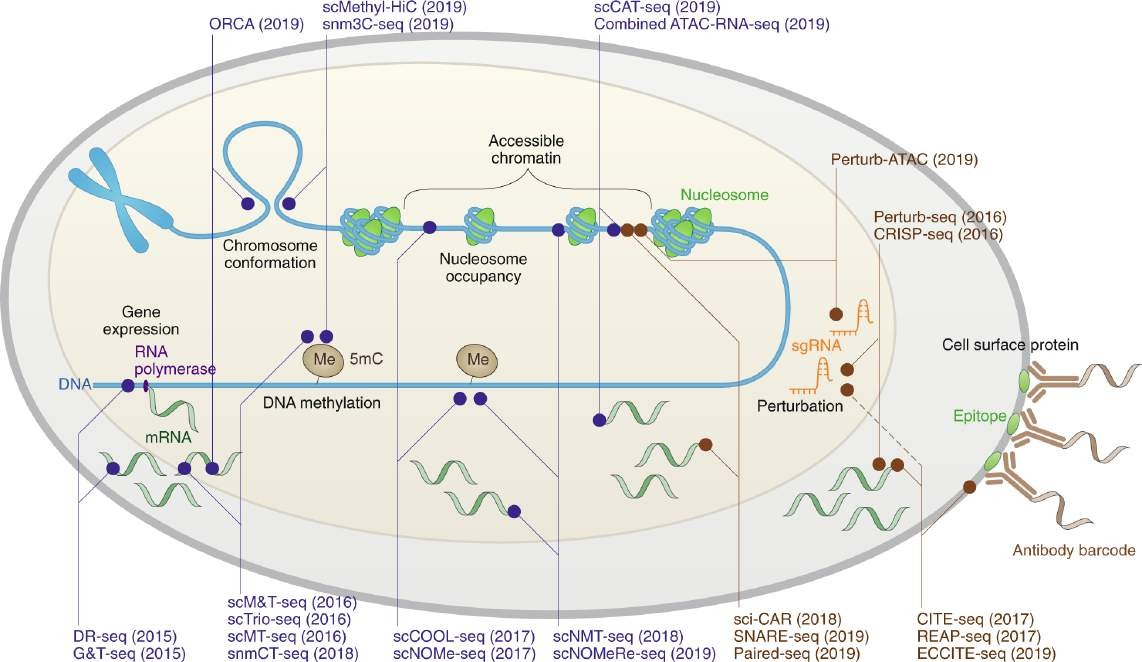 scMethyl-HiC (2019)
snm3C-seq (2019)
ORCA (2019)
scCAT-seq (2019)
Combined ATAC-RNA-seq (2019)
Accessible
chromatin
Perturb-ATAC (2019)
Nucleosome
Perturb-seq (2016)
CRISP-seq (2016)
Chromosome
conformation
Nucleosome
occupancy
Gene
expression
RNA
polymerase
Me
5mC
Me
sgRNA
Cell surface protein
DNA
DNA methylation
Perturbation
Epitope
mRNA
Antibody barcode
DR-seq (2015)
G&T-seq (2015)
scM&T-seq (2016)
scTrio-seq (2016)
scMT-seq (2016)
snmCT-seq (2018)
scCOOL-seq (2017)
scNOMe-seq (2017)
scNMT-seq (2018)
scNOMeRe-seq (2019)
sci-CAR (2018)
SNARE-seq (2019)
Paired-seq (2019)
CITE-seq (2017)
REAP-seq (2017)
ECCITE-seq (2019)